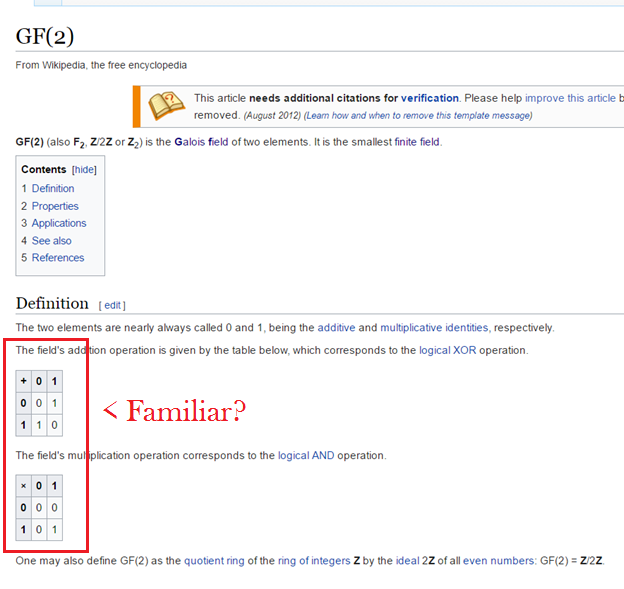 GF(2)
From Wikipedia, the free encyclopedia
This article needs additional citations for verification. Please help improve this article b
removed. (August 2012) (Learn how and when to remove this template message)
GF(2) (also F₂, Z/2Z or Z₂) is the Galois field of two elements. It is the smallest finite field.
Contents [hide]
1 Definition
2 Properties
3 Applications
4 See also
5 References
Definition [ edit ]
The two elements are nearly always called 0 and 1, being the additive and multiplicative identities, respectively.
The field's addition operation is given by the table below, which corresponds to the logical XOR operation.
+ 0 1
0 0 1
1 1 0
< Familiar?
The field's multiplication operation corresponds to the logical AND operation.
× 0 1
0 0 0
1 0 1
One may also define GF(2) as the quotient ring of the ring of integers Z by the ideal 2Z of all even numbers: GF(2) = Z/2Z.